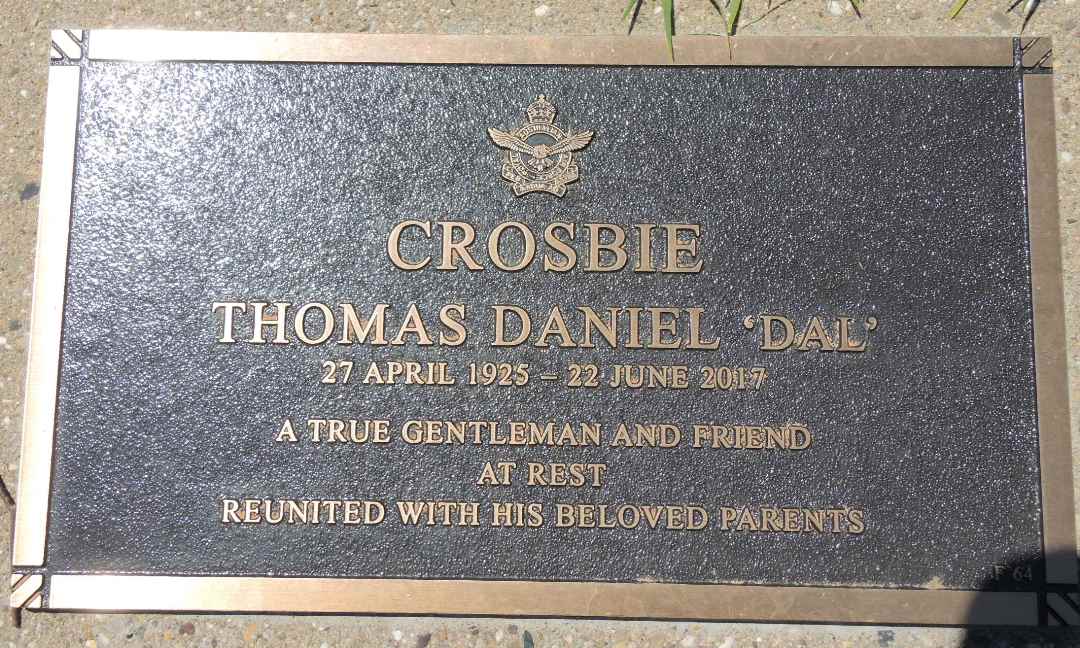 CROSBIE
THOMAS DANIEL ‘DAL’
27 APRIL 1925 – 22 JUNE 2017
A TRUE GENTLEMAN AND FRIEND
AT REST
REUNITED WITH HIS BELOVED PARENTS
F 64